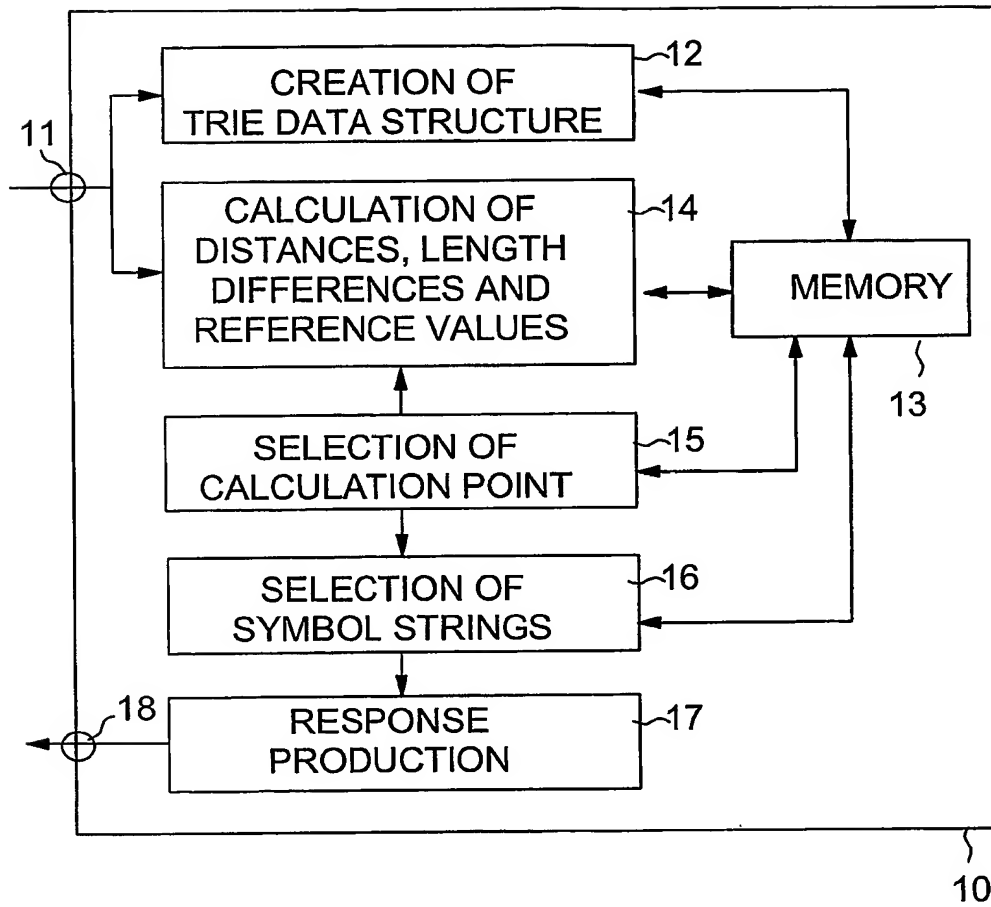 12
CREATION OF
TRIE DATA STRUCTURE
11
CALCULATION OF
DISTANCES, LENGTH
DIFFERENCES AND
REFERENCE VALUES
14
MEMORY
13
SELECTION OF
CALCULATION POINT
15
SELECTION OF
SYMBOL STRINGS
16
RESPONSE
PRODUCTION
17
18
10